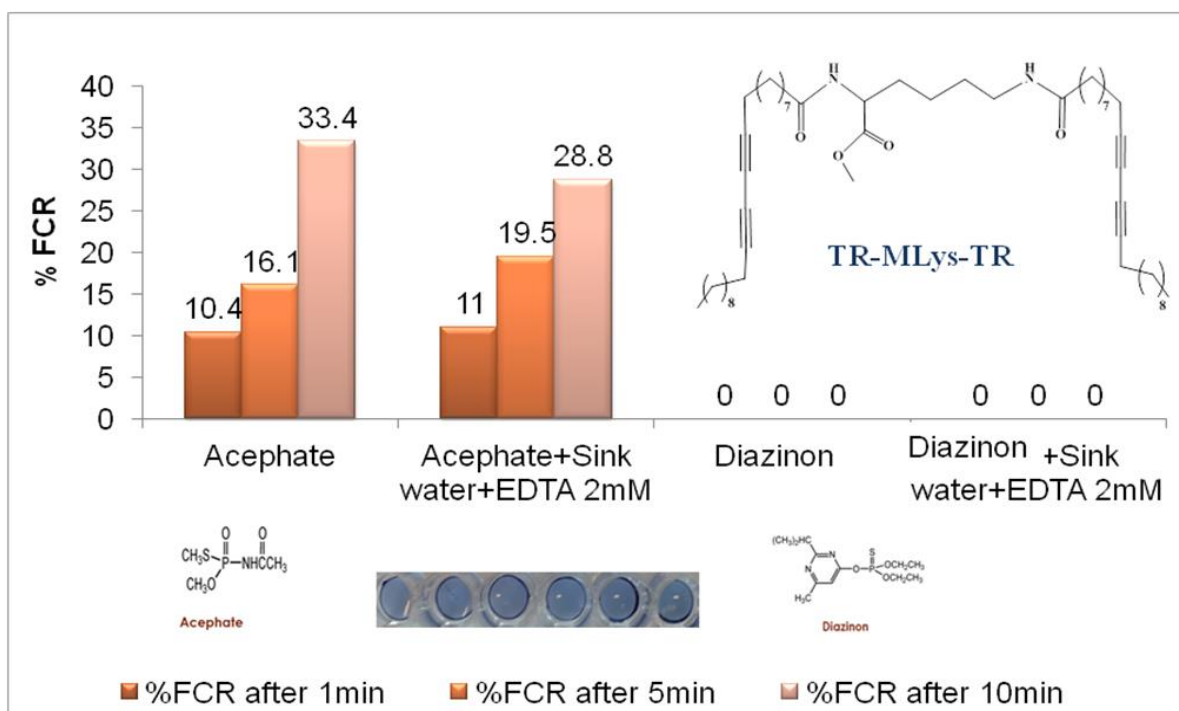 % FCR
40
35
30
25
20
15
10
5
0
10.4
16.1
33.4
11
19.5
28.8
0 0 0
0 0 0
Acephate
Acephate+Sink
water+EDTA 2mM
Diazinon
Diazinon +Sink
water+EDTA 2mM
H
N
H
N
7
O
O
O
O
7
8
8
TR-MLys-TR
O O
CH₃S P NHCCH₃
CH₃O
Acephate
(CH₃)₂HC
N
N
S
O P OCH₂CH₃
OCH₂CH₃
H₃C
Diazinon
%FCR after 1min
%FCR after 5min
%FCR after 10min